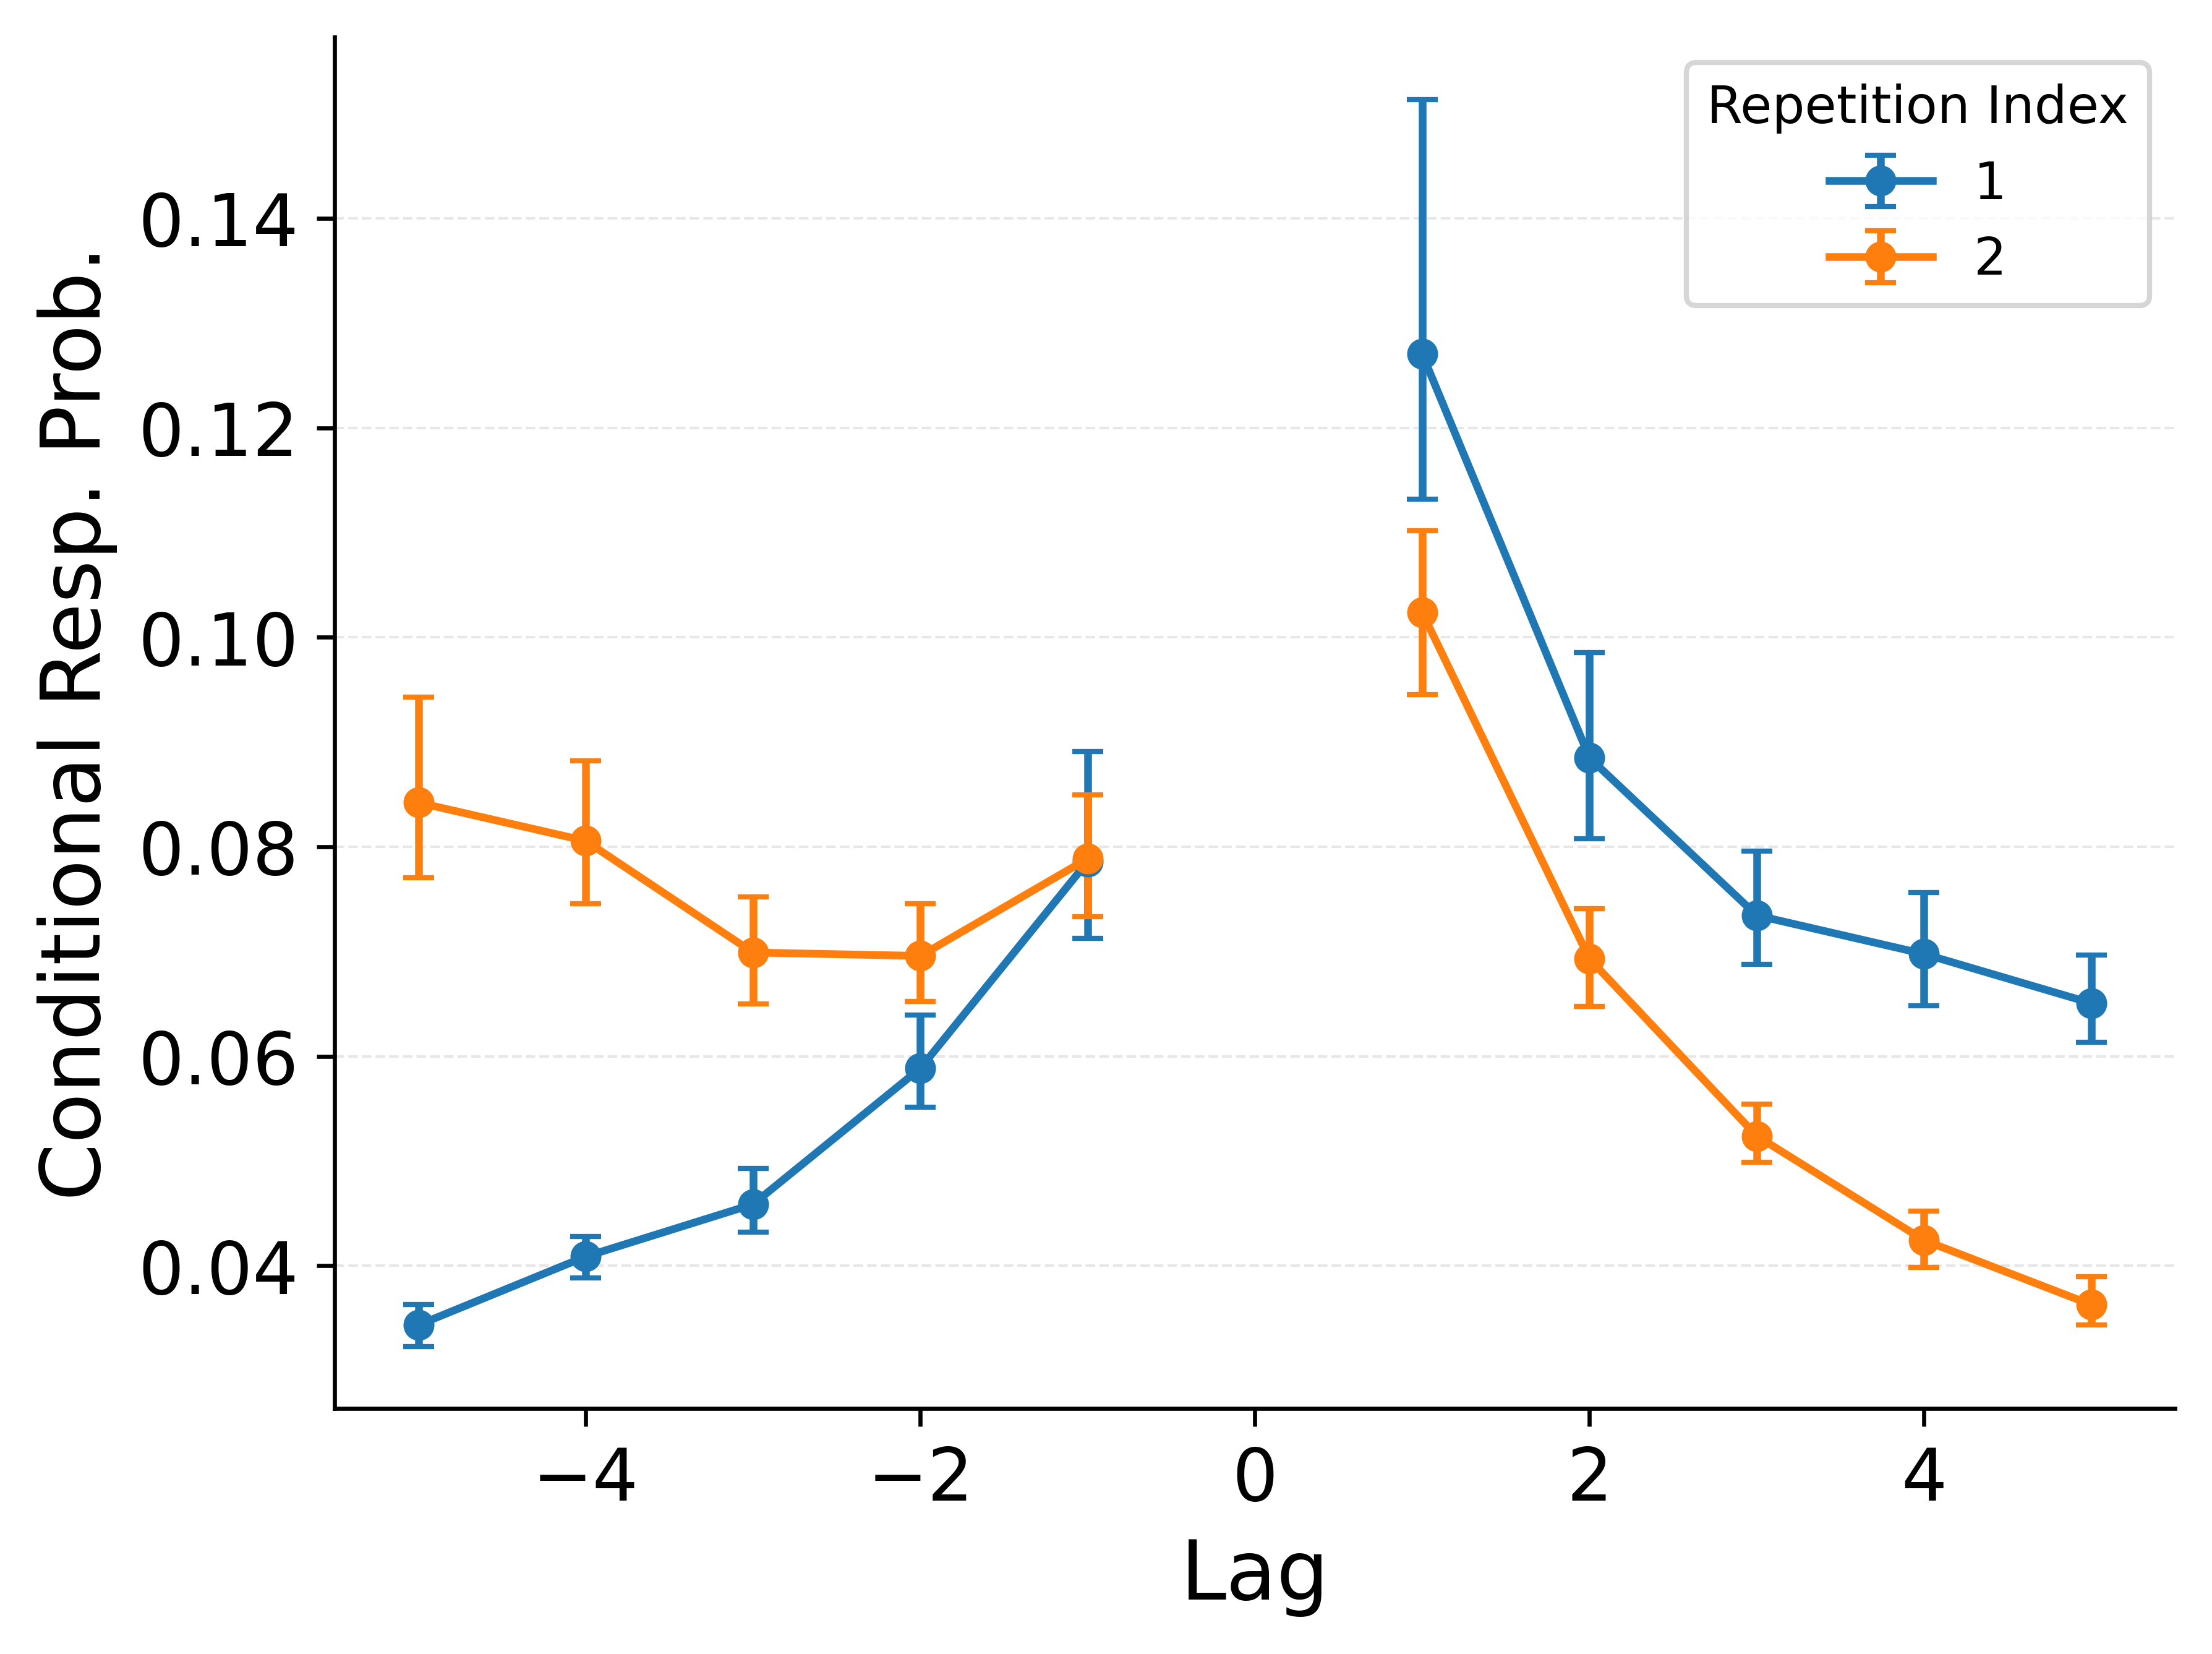 Repetition Index
1
2
Conditional Resp. Prob.
0.14
0.12
0.10
0.08
0.06
0.04
−4 −2 0 2 4
Lag